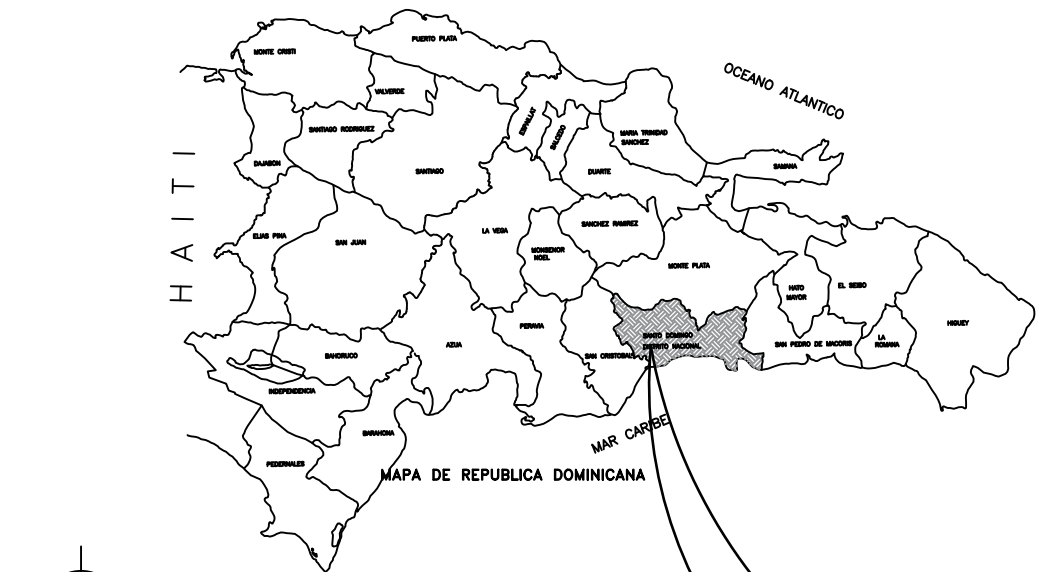 PUERTO PLATA
MONTE CRISTI
OCEANO ATLANTICO
VALVERDE
ESPAILLAT
SALCEDO
SANTIAGO RODRIGUEZ
MARIA TRINIDAD
SANCHEZ
HAITI
DAJABON
SANTIAGO
DUARTE
SAMANA
ELIAS PINA
SAN JUAN
LA VEGA
SANCHEZ RAMIREZ
MONSENOR
NOEL
MONTE PLATA
HATO
MAYOR
EL SEIBO
HIGUEY
PERAVIA
SANTO DOMINGO
DISTRITO NACIONAL
SAN PEDRO DE MACORIS
LA
ROMANA
AZUA
BAHORUCO
SAN CRISTOBAL
INDEPENDENCIA
BARAHONA
MAR CARIBE
PEDERNALES
MAPA DE REPUBLICA DOMINICANA